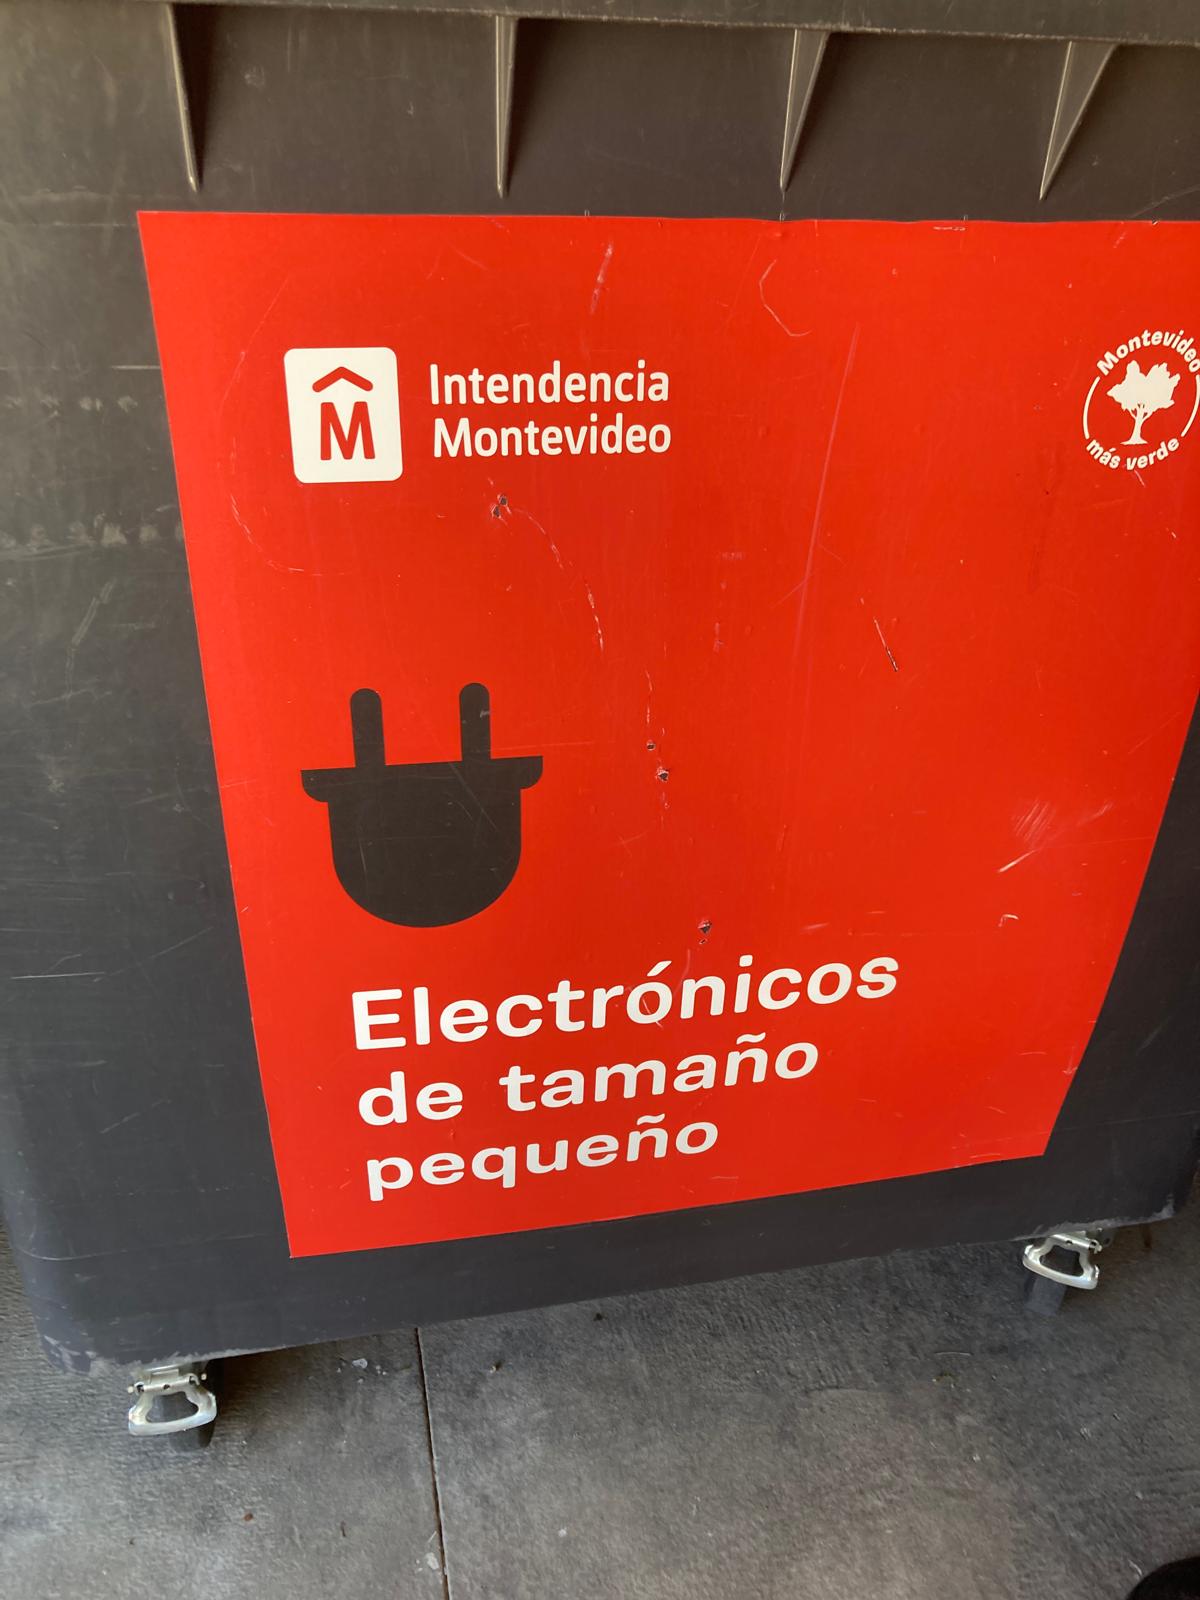 M
Intendencia
Montevideo
Montevideo
más verde
Electrónicos
de tamaño
pequeño